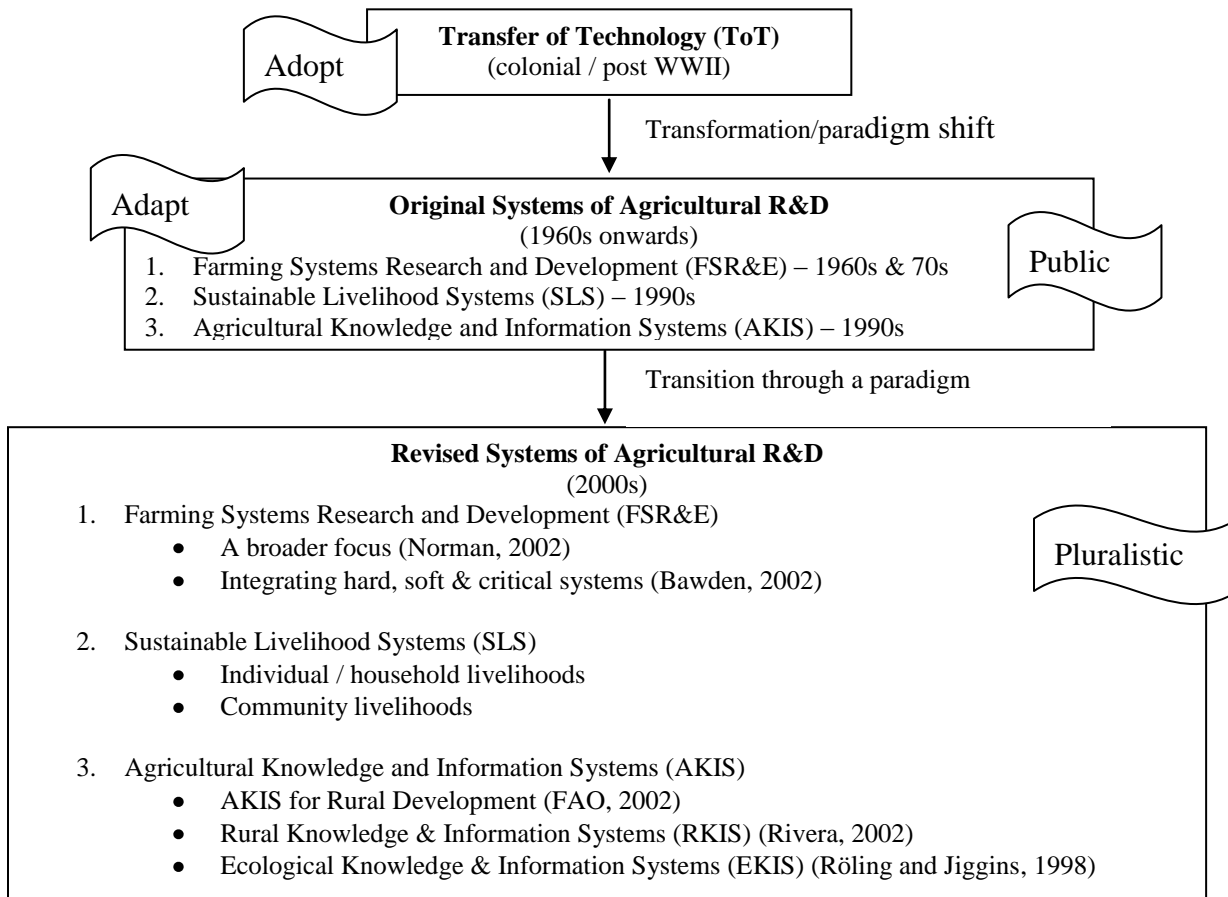 Adopt
Transfer of Technology (ToT)
(colonial / post WWII)
Transformation/paradigm shift
Adapt
Original Systems of Agricultural R&D
(1960s onwards)
1. Farming Systems Research and Development (FSR&E) – 1960s & 70s
2. Sustainable Livelihood Systems (SLS) – 1990s
3. Agricultural Knowledge and Information Systems (AKIS) – 1990s
Public
Transition through a paradigm
Revised Systems of Agricultural R&D
(2000s)
1. Farming Systems Research and Development (FSR&E)
• A broader focus (Norman, 2002)
• Integrating hard, soft & critical systems (Bawden, 2002)
Pluralistic
2. Sustainable Livelihood Systems (SLS)
• Individual / household livelihoods
• Community livelihoods
3. Agricultural Knowledge and Information Systems (AKIS)
• AKIS for Rural Development (FAO, 2002)
• Rural Knowledge & Information Systems (RKIS) (Rivera, 2002)
• Ecological Knowledge & Information Systems (EKIS) (Röling and Jiggins, 1998)